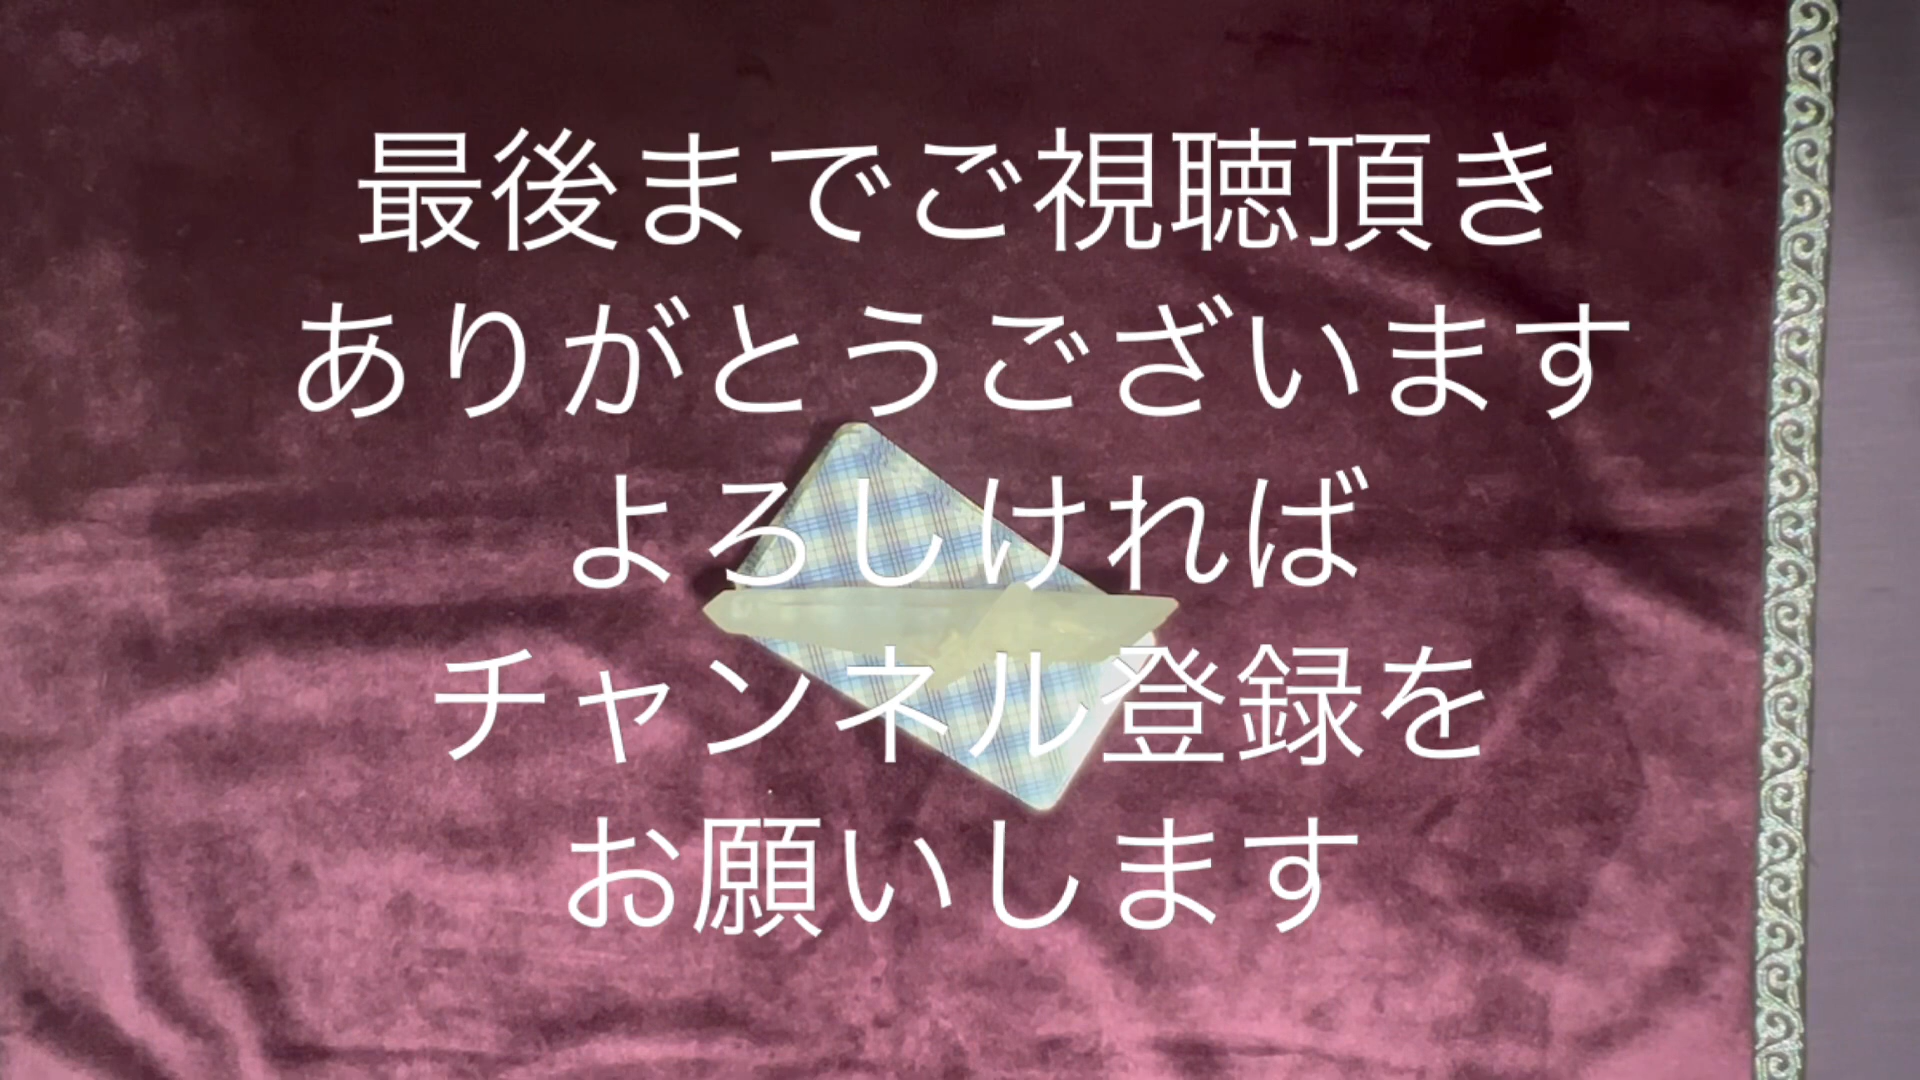 最後までご視聴頂き
ありがとうございます
よろしければ
チャンネル登録を
お願いします